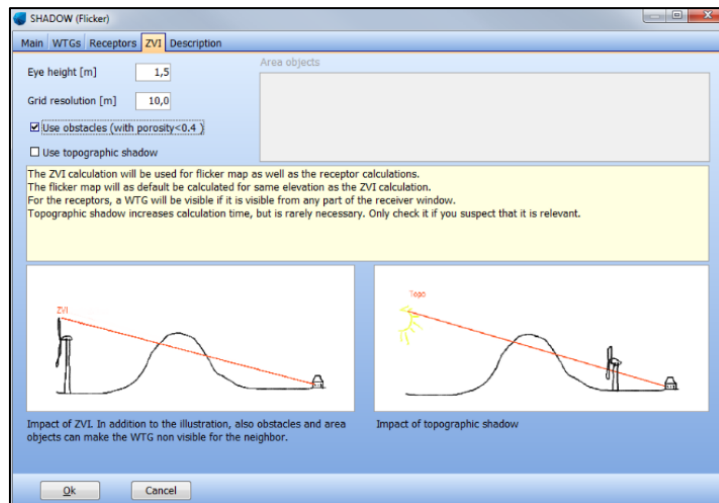 SHADOW (Flicker)
Main WTGs Receptors ZVI Description
Eye height [m] 1,5
Grid resolution [m] 10,0
Use obstacles (with porosity<0.4 )
Use topographic shadow
Area objects
The ZVI calculation will be used for flicker map as well as the receptor calculations.
The flicker map will as default be calculated for same elevation as the ZVI calculation.
For the receptors, a WTG will be visible if it is visible from any part of the receiver window.
Topographic shadow increases calculation time, but is rarely necessary. Only check it if you suspect that it is relevant.
ZVI
Impact of ZVI. In addition to the illustration, also obstacles and area
objects can make the WTG non visible for the neighbor.
Topo
Impact of topographic shadow
Ok Cancel